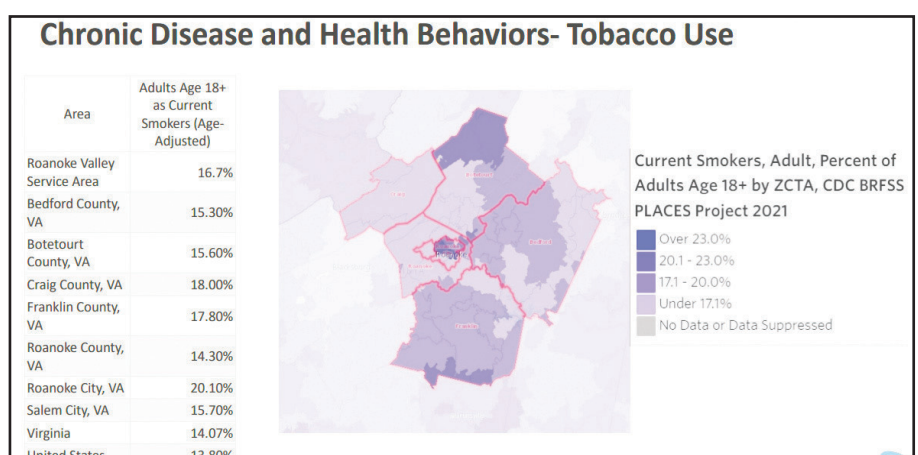 Chronic Disease and Health Behaviors- Tobacco Use
Area
Adults Age 18+
as Current
Smokers (Age-
Adjusted)
Roanoke Valley
Service Area
16.7%
Bedford County,
VA
15.30%
Botetourt
County, VA
15.60%
Craig County, VA
18.00%
Franklin County,
VA
17.80%
Roanoke County,
VA
14.30%
Roanoke City, VA
20.10%
Salem City, VA
15.70%
Virginia
14.07%
United States
13.80%
Current Smokers, Adult, Percent of
Adults Age 18+ by ZCTA, CDC BRFSS
PLACES Project 2021
Over 23.0%
20.1 - 23.0%
17.1 - 20.0%
Under 17.1%
No Data or Data Suppressed